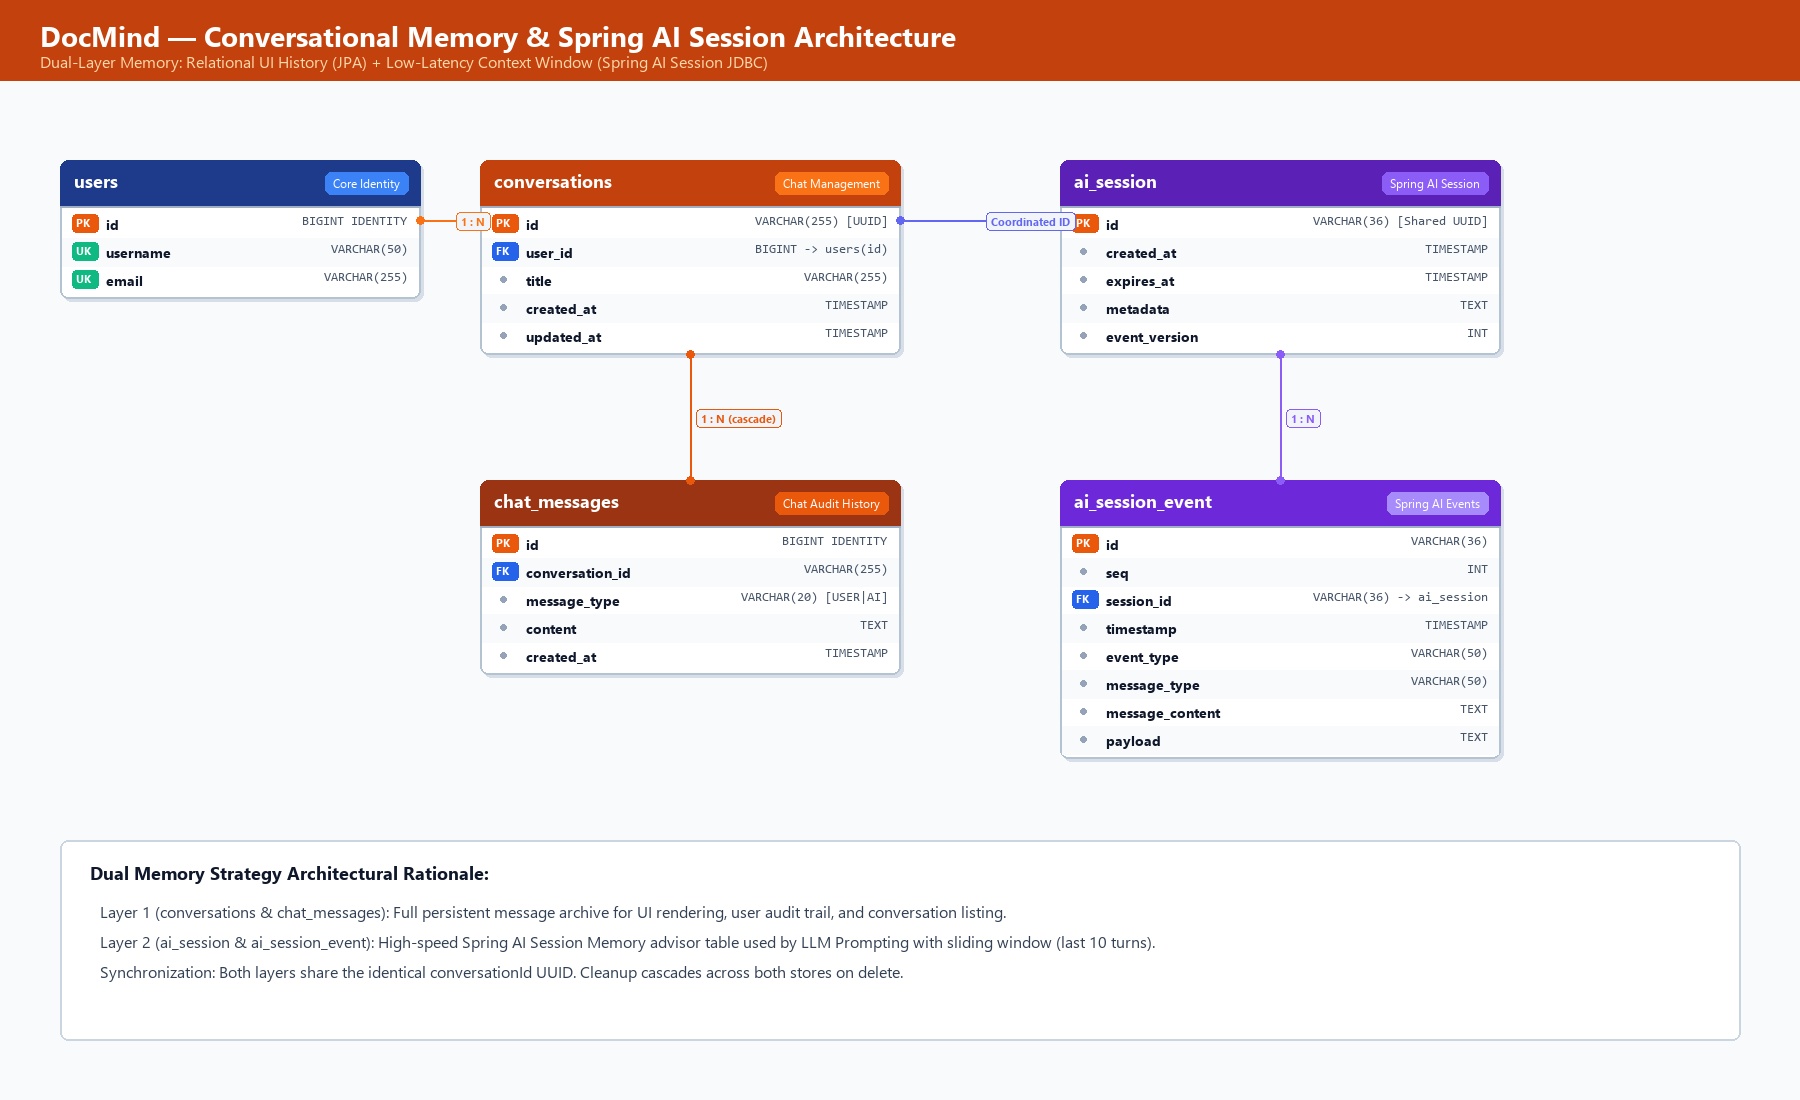 DocMind — Conversational Memory & Spring AI Session Architecture
Dual-Layer Memory: Relational UI History (JPA) + Low-Latency Context Window (Spring AI Session JDBC)
users Core Identity
PK id BIGINT IDENTITY
UK username VARCHAR(50)
UK email VARCHAR(255)
1 : N
conversations Chat Management
PK id VARCHAR(255) [UUID]
FK user_id BIGINT -> users(id)
title VARCHAR(255)
created_at TIMESTAMP
updated_at TIMESTAMP
Coordinated ID
ai_session Spring AI Session
PK id VARCHAR(36) [Shared UUID]
created_at TIMESTAMP
expires_at TIMESTAMP
metadata TEXT
event_version INT
1 : N (cascade)
1 : N
chat_messages Chat Audit History
PK id BIGINT IDENTITY
FK conversation_id VARCHAR(255)
message_type VARCHAR(20) [USER|AI]
content TEXT
created_at TIMESTAMP
ai_session_event Spring AI Events
PK id VARCHAR(36)
seq INT
FK session_id VARCHAR(36) -> ai_session
timestamp TIMESTAMP
event_type VARCHAR(50)
message_type VARCHAR(50)
message_content TEXT
payload TEXT
Dual Memory Strategy Architectural Rationale:
Layer 1 (conversations & chat_messages): Full persistent message archive for UI rendering, user audit trail, and conversation listing.
Layer 2 (ai_session & ai_session_event): High-speed Spring AI Session Memory advisor table used by LLM Prompting with sliding window (last 10 turns).
Synchronization: Both layers share the identical conversationId UUID. Cleanup cascades across both stores on delete.